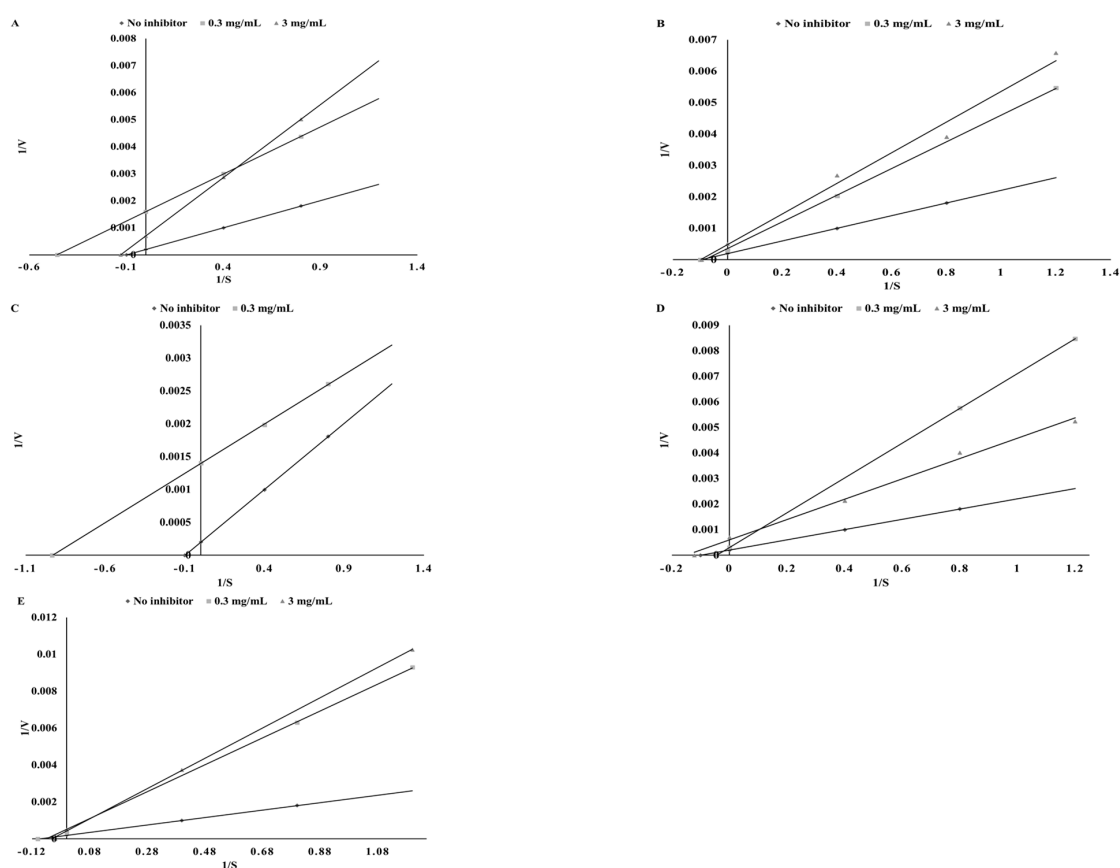 A
No inhibitor 0.3 mg/mL 3 mg/mL
0.008
0.007
0.006
0.005
0.004
0.003
0.002
0.001
0
-0.6 -0.1 0.4 0.9 1.4
1/V
1/S
B
No inhibitor 0.3 mg/mL 3 mg/mL
0.007
0.006
0.005
0.004
0.003
0.002
0.001
0
-0.2 0 0.2 0.4 0.6 0.8 1 1.2 1.4
1/V
1/S
C
No inhibitor 0.3 mg/mL
0.0035
0.003
0.0025
0.002
0.0015
0.001
0.0005
0
-1.1 -0.6 -0.1 0.4 0.9 1.4
1/V
1/S
D
No inhibitor 0.3 mg/mL 3 mg/mL
0.009
0.008
0.007
0.006
0.005
0.004
0.003
0.002
0.001
0
-0.2 0 0.2 0.4 0.6 0.8 1 1.2
1/V
1/S
E
No inhibitor 0.3 mg/mL 3 mg/mL
0.012
0.01
0.008
0.006
0.004
0.002
0
-0.12 0.08 0.28 0.48 0.68 0.88 1.08
1/V
1/S